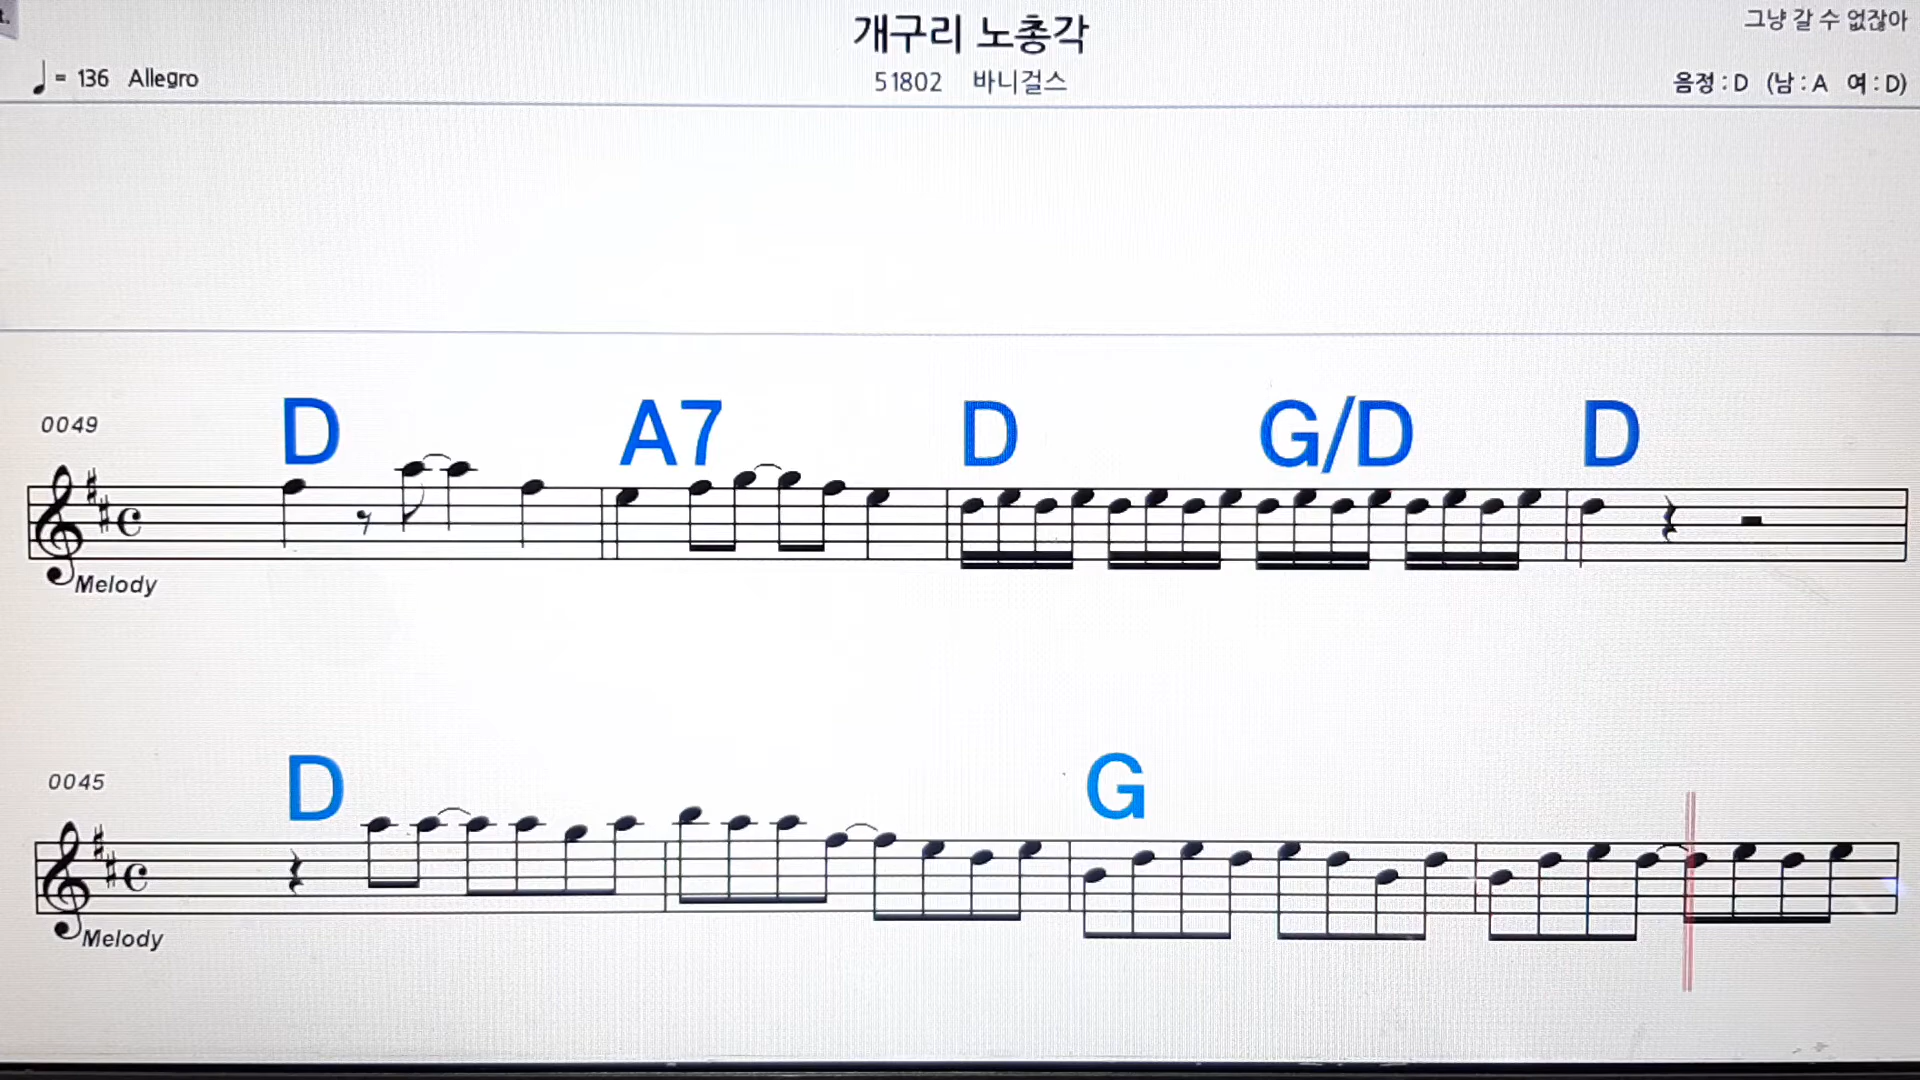 개구리 노총각
그냥 갈 수 없잖아
= 136 Allegro
51802 바니걸스
음정 : D (남 : A 여 : D)
0049
D A7 D G/D D
Melody
0045
D G
Melody